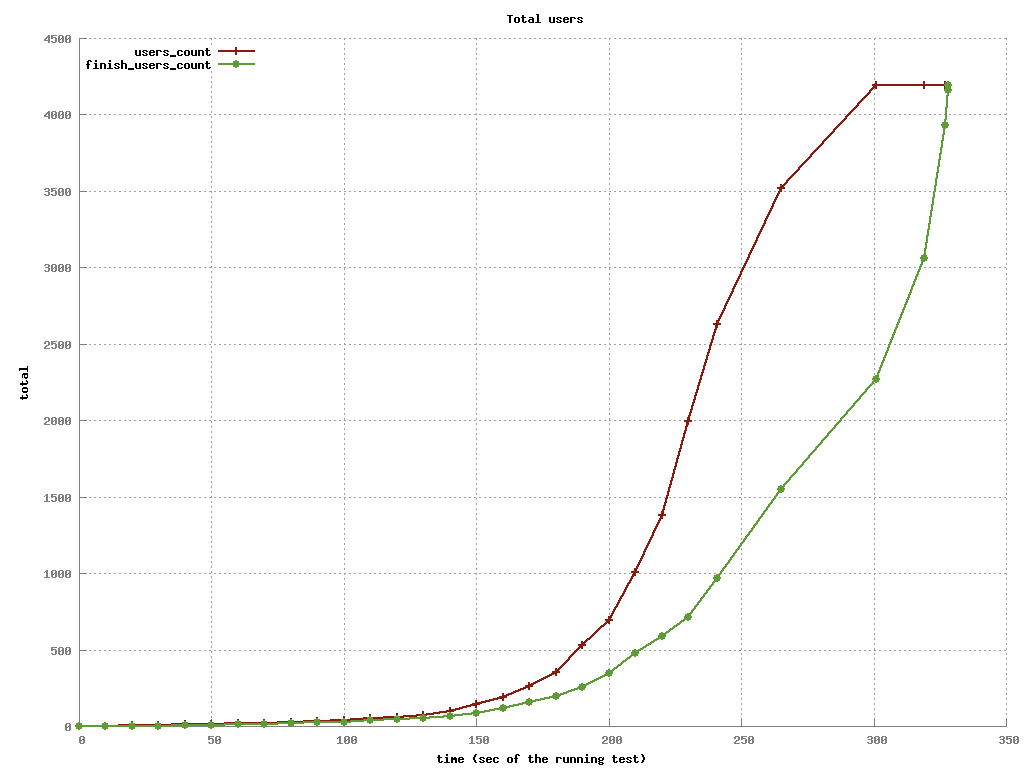 Total users
users_count
finish_users_count
4500
4000
3500
3000
2500
2000
1500
1000
500
0
total
0 50 100 150 200 250 300 350
time (sec of the running test)